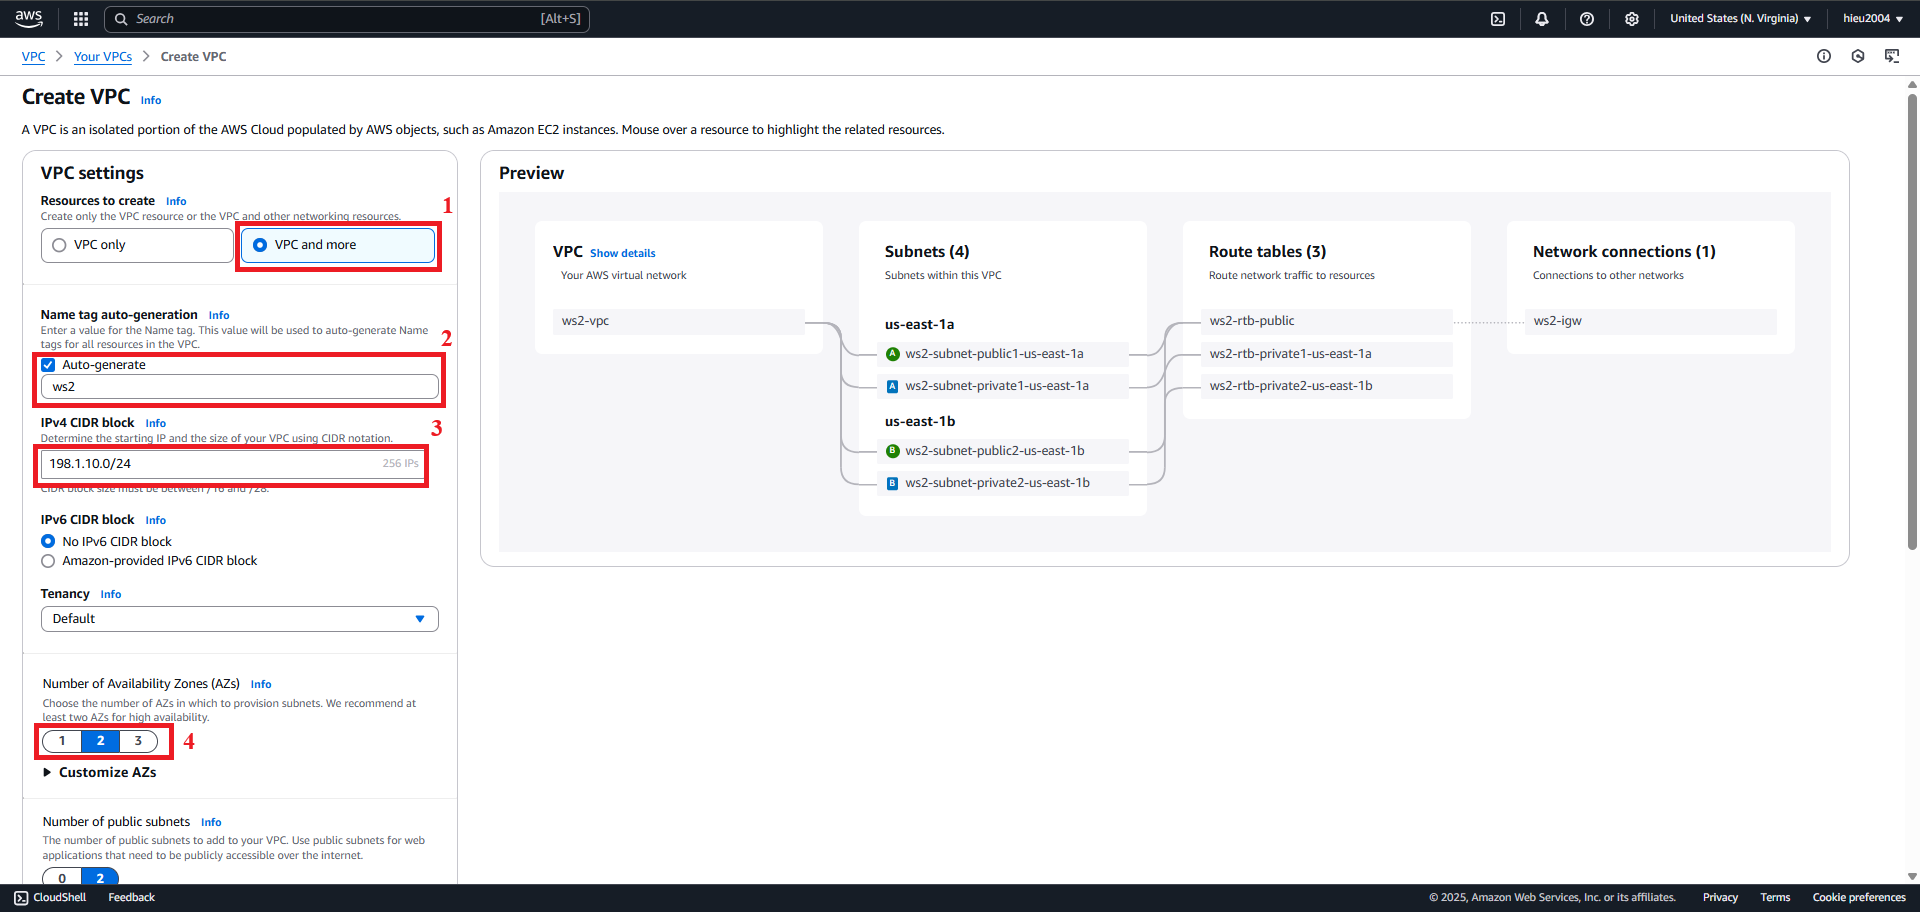 aws
Search
[Alt+S]
United States (N. Virginia)
hieu2004
VPC
Your VPCs
Create VPC
Create VPC Info
A VPC is an isolated portion of the AWS Cloud populated by AWS objects, such as Amazon EC2 instances. Mouse over a resource to highlight the related resources.
VPC settings
Resources to create Info
Create only the VPC resource or the VPC and other networking resources.
1
VPC only
VPC and more
Name tag auto-generation Info
Enter a value for the Name tag. This value will be used to auto-generate Name
tags for all resources in the VPC.
2
Auto-generate
ws2
IPv4 CIDR block Info
Determine the starting IP and the size of your VPC using CIDR notation.
3
198.1.10.0/24
256 IPs
CIDR block size must be between /16 and /28.
IPv6 CIDR block Info
No IPv6 CIDR block
Amazon-provided IPv6 CIDR block
Tenancy Info
Default
Number of Availability Zones (AZs) Info
Choose the number of AZs in which to provision subnets. We recommend at
least two AZs for high availability.
1 2 3
4
Customize AZs
Number of public subnets Info
The number of public subnets to add to your VPC. Use public subnets for web
applications that need to be publicly accessible over the internet.
0 2
Preview
VPC Show details
Your AWS virtual network
ws2-vpc
Subnets (4)
Subnets within this VPC
us-east-1a
A ws2-subnet-public1-us-east-1a
A ws2-subnet-private1-us-east-1a
us-east-1b
B ws2-subnet-public2-us-east-1b
B ws2-subnet-private2-us-east-1b
Route tables (3)
Route network traffic to resources
ws2-rtb-public
ws2-rtb-private1-us-east-1a
ws2-rtb-private2-us-east-1b
Network connections (1)
Connections to other networks
ws2-igw
CloudShell
Feedback
© 2025, Amazon Web Services, Inc. or its affiliates.
Privacy
Terms
Cookie preferences